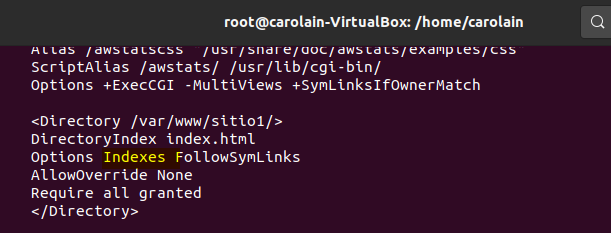 root@carolain-VirtualBox: /home/carolain
Alias /awstatscss "/usr/share/doc/awstats/examples/css"
ScriptAlias /awstats/ /usr/lib/cgi-bin/
Options +ExecCGI -MultiViews +SymLinksIfOwnerMatch
<Directory /var/www/sitio1/>
DirectoryIndex index.html
Options Indexes FollowSymLinks
AllowOverride None
Require all granted
</Directory>